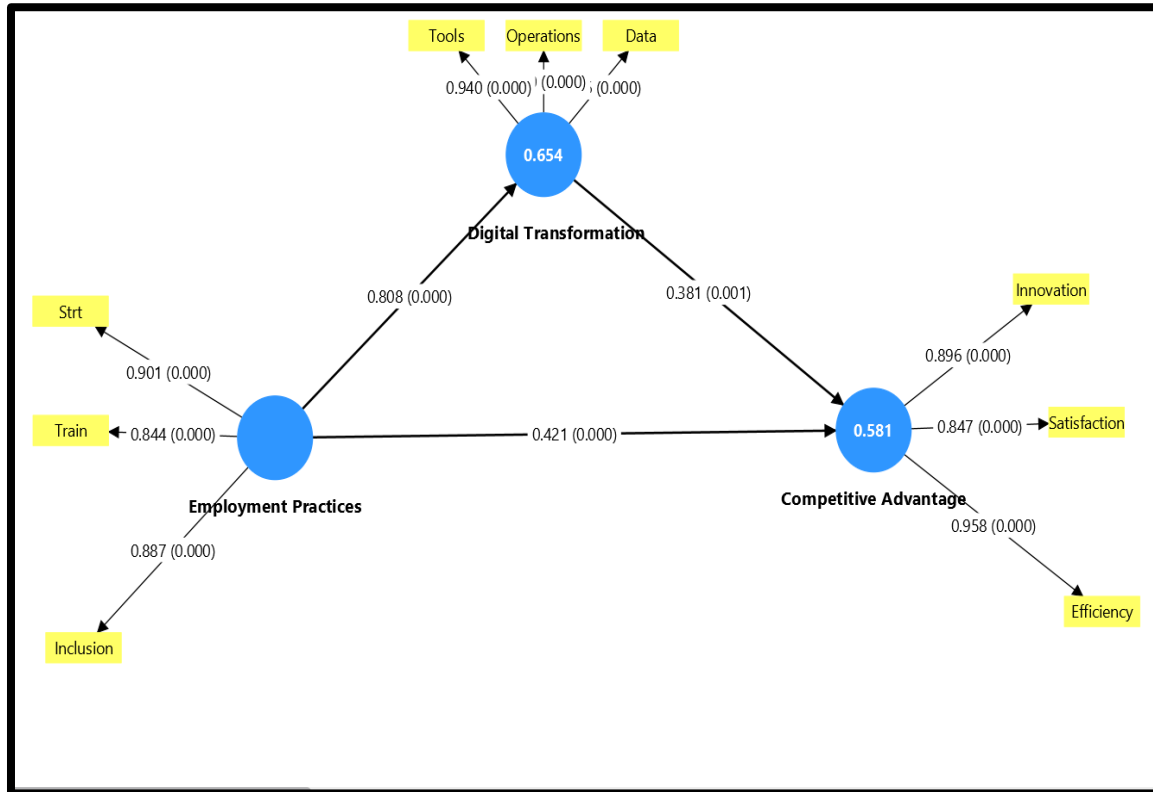 Tools
Operations
Data
0.940 (0.000)
(0.000)
(0.000)
0.654
Digital Transformation
0.808 (0.000)
0.381 (0.001)
Strt
0.901 (0.000)
Train
0.844 (0.000)
Employment Practices
0.887 (0.000)
Inclusion
0.421 (0.000)
0.581
Competitive Advantage
Innovation
0.896 (0.000)
0.847 (0.000)
Satisfaction
0.958 (0.000)
Efficiency